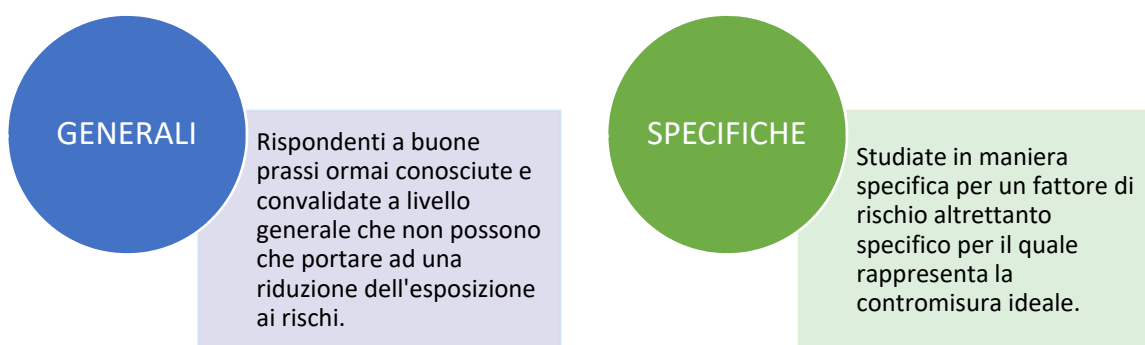 GENERALI
Rispondenti a buone
prassi ormai conosciute e
convalidate a livello
generale che non possono
che portare ad una
riduzione dell'esposizione
ai rischi.
SPECIFICHE
Studiate in maniera
specifica per un fattore di
rischio altrettanto
specifico per il quale
rappresenta la
contromisura ideale.